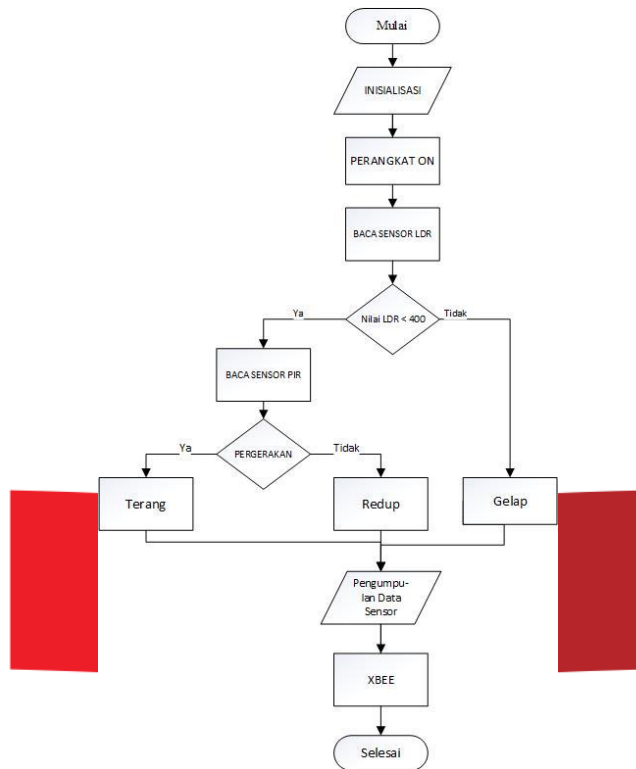 Mulai
INISIALISASI
PERANGKAT ON
BACA SENSOR LDR
Nilai LDR < 400
Ya
Tidak
BACA SENSOR PIR
PERGERAKAN
Ya
Tidak
Terang
Redup
Gelap
Pengumpu-
lan Data
Sensor
XBEE
Selesai